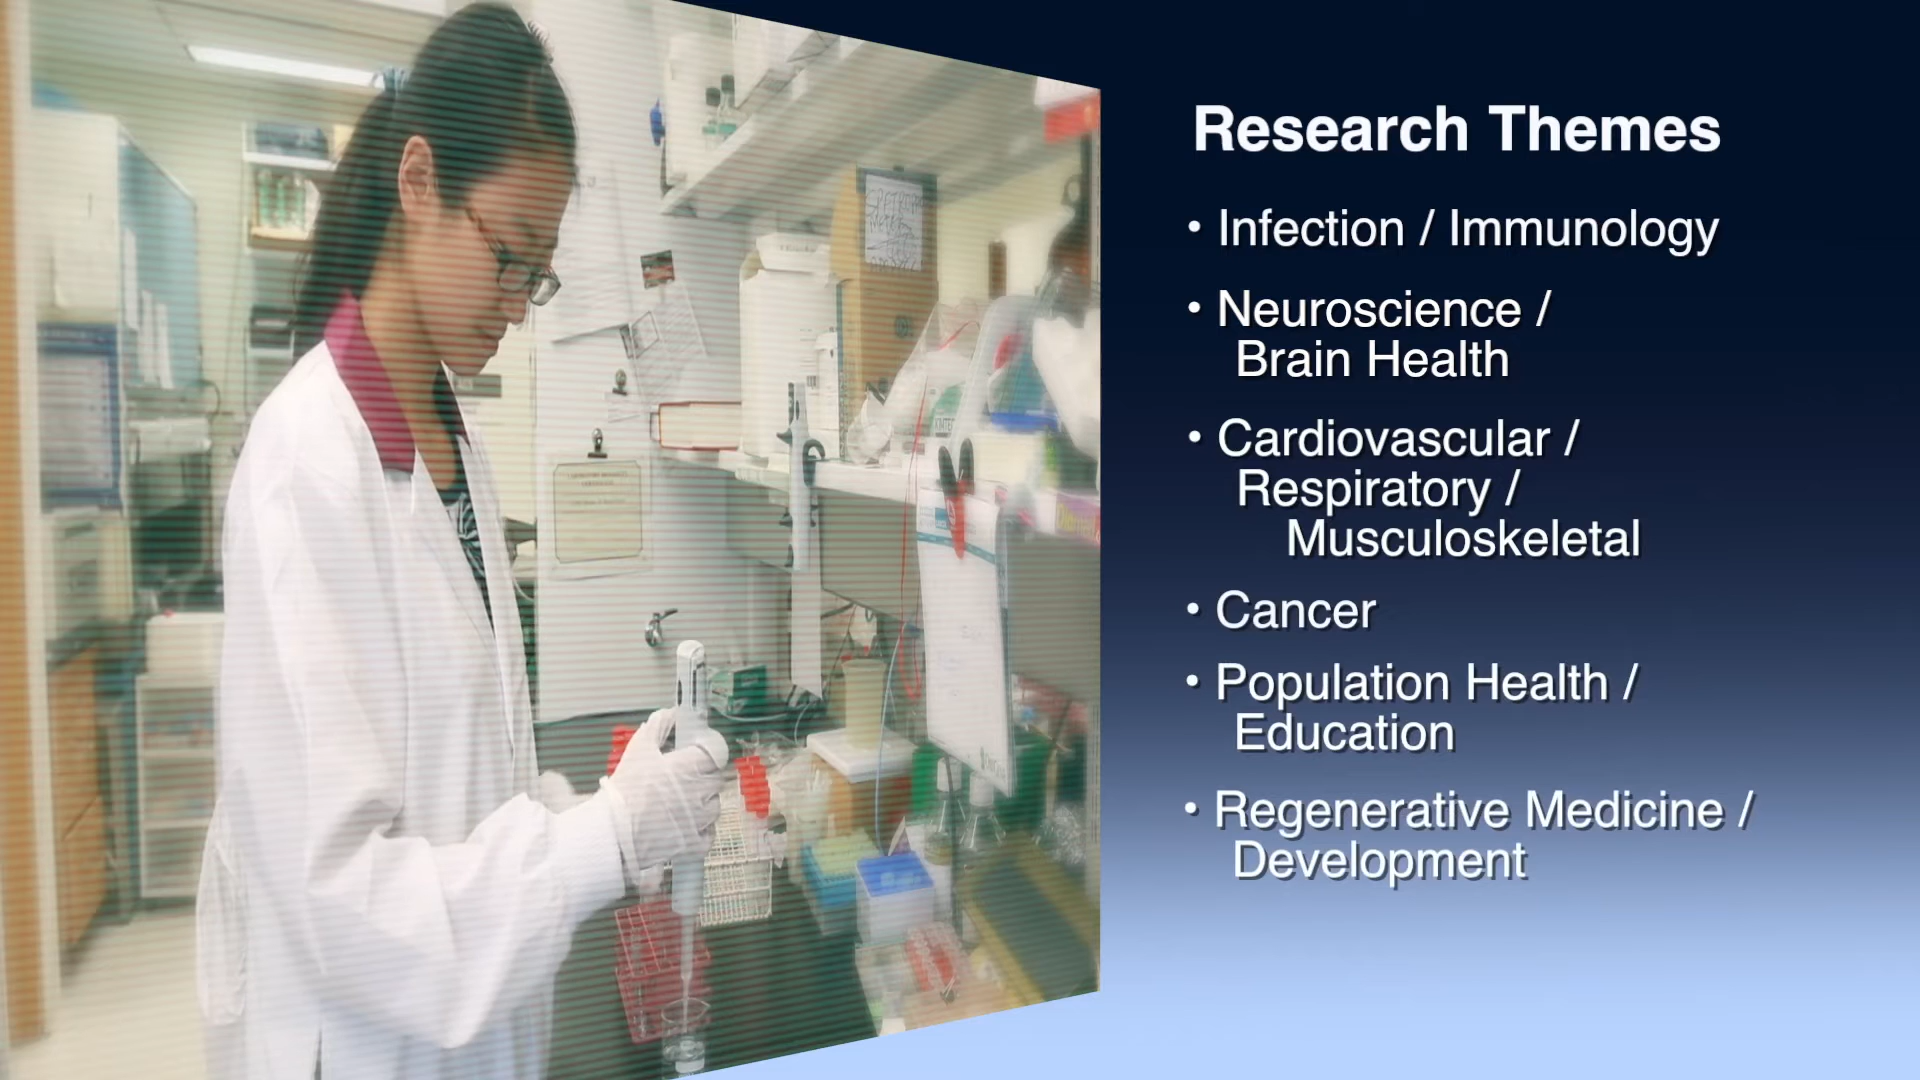 Research Themes
• Infection / Immunology
• Neuroscience /
Brain Health
• Cardiovascular /
Respiratory /
Musculoskeletal
• Cancer
• Population Health /
Education
• Regenerative Medicine /
Development